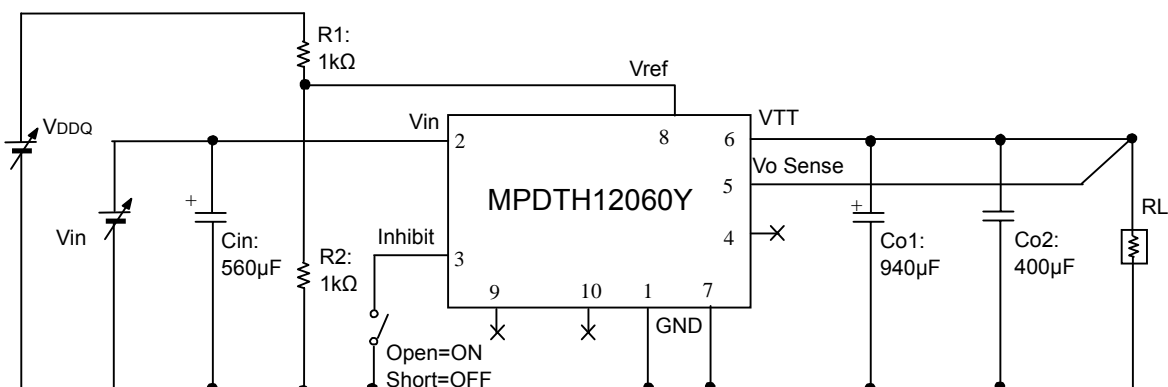 R1:
1kΩ
Vref
VDDQ
Vin
2
8
6
VTT
Vo Sense
5
MPDTH12060Y
4
RL
Vin
Cin:
560µF
Inhibit
3
R2:
1kΩ
Co1:
940µF
Co2:
400µF
9
10
1
7
GND
Open=ON
Short=OFF
+
+